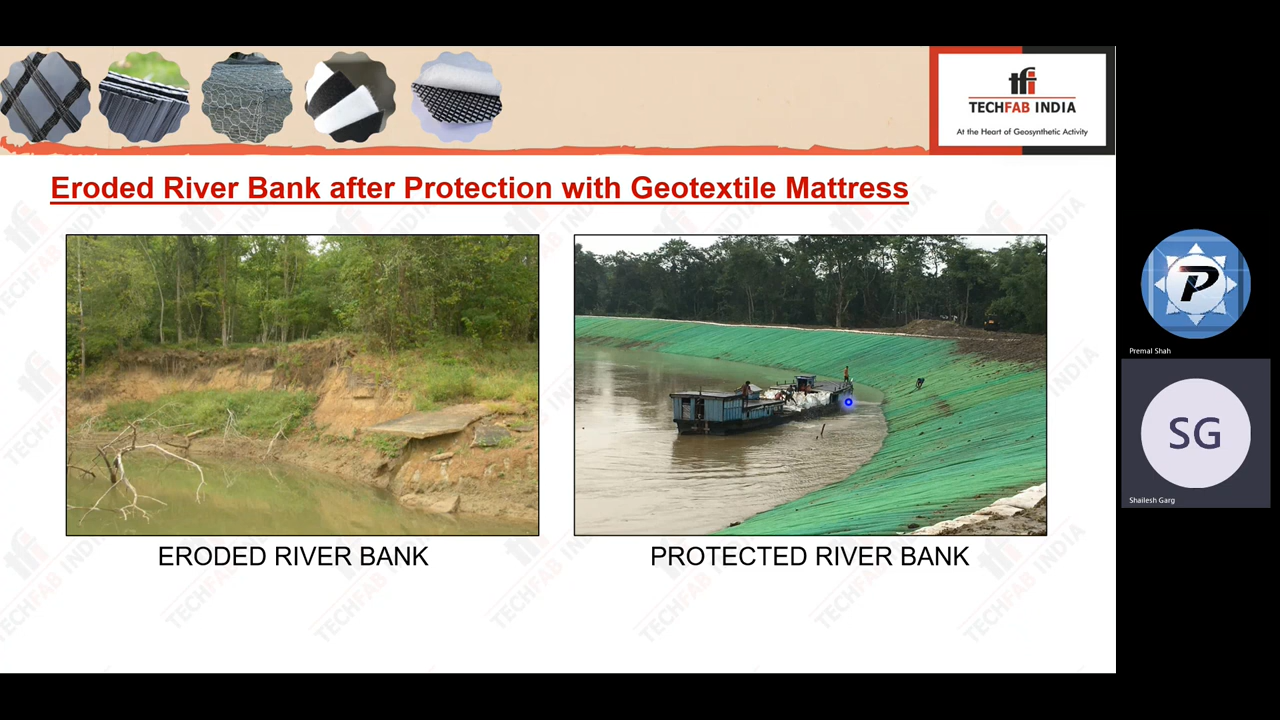 tfi
TECHFAB INDIA
At the Heart of Geosynthetic Activity
Eroded River Bank after Protection with Geotextile Mattress
ERODED RIVER BANK
PROTECTED RIVER BANK
P
Premal Shah
SG
Shailesh Garg